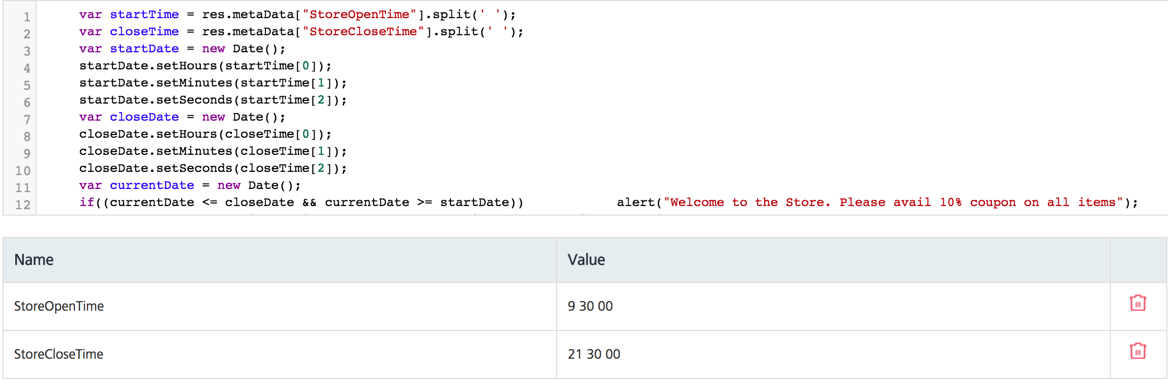 1 var startTime = res.metaData["StoreOpenTime"].split(' ');
2 var closeTime = res.metaData["StoreCloseTime"].split(' ');
3 var startDate = new Date();
4 startDate.setHours(startTime[0]);
5 startDate.setMinutes(startTime[1]);
6 startDate.setSeconds(startTime[2]);
7 var closeDate = new Date();
8 closeDate.setHours(closeTime[0]);
9 closeDate.setMinutes(closeTime[1]);
10 closeDate.setSeconds(closeTime[2]);
11 var currentDate = new Date();
12 if((currentDate <= closeDate && currentDate >= startDate)) alert("Welcome to the Store. Please avail 10% coupon on all items");
Name Value
StoreOpenTime 9 30 00
StoreCloseTime 21 30 00